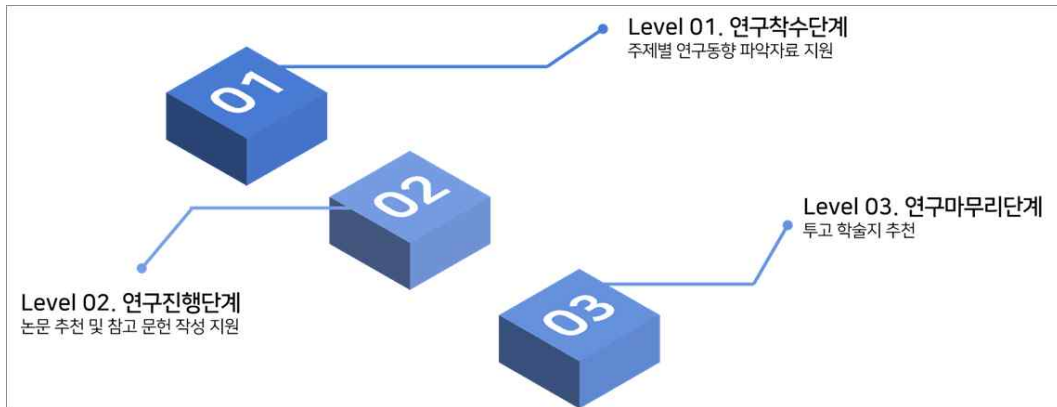 01
Level 01. 연구착수단계
주제별 연구동향 파악자료 지원
02
Level 02. 연구진행단계
논문 추천 및 참고 문헌 작성 지원
03
Level 03. 연구마무리단계
투고 학술지 추천